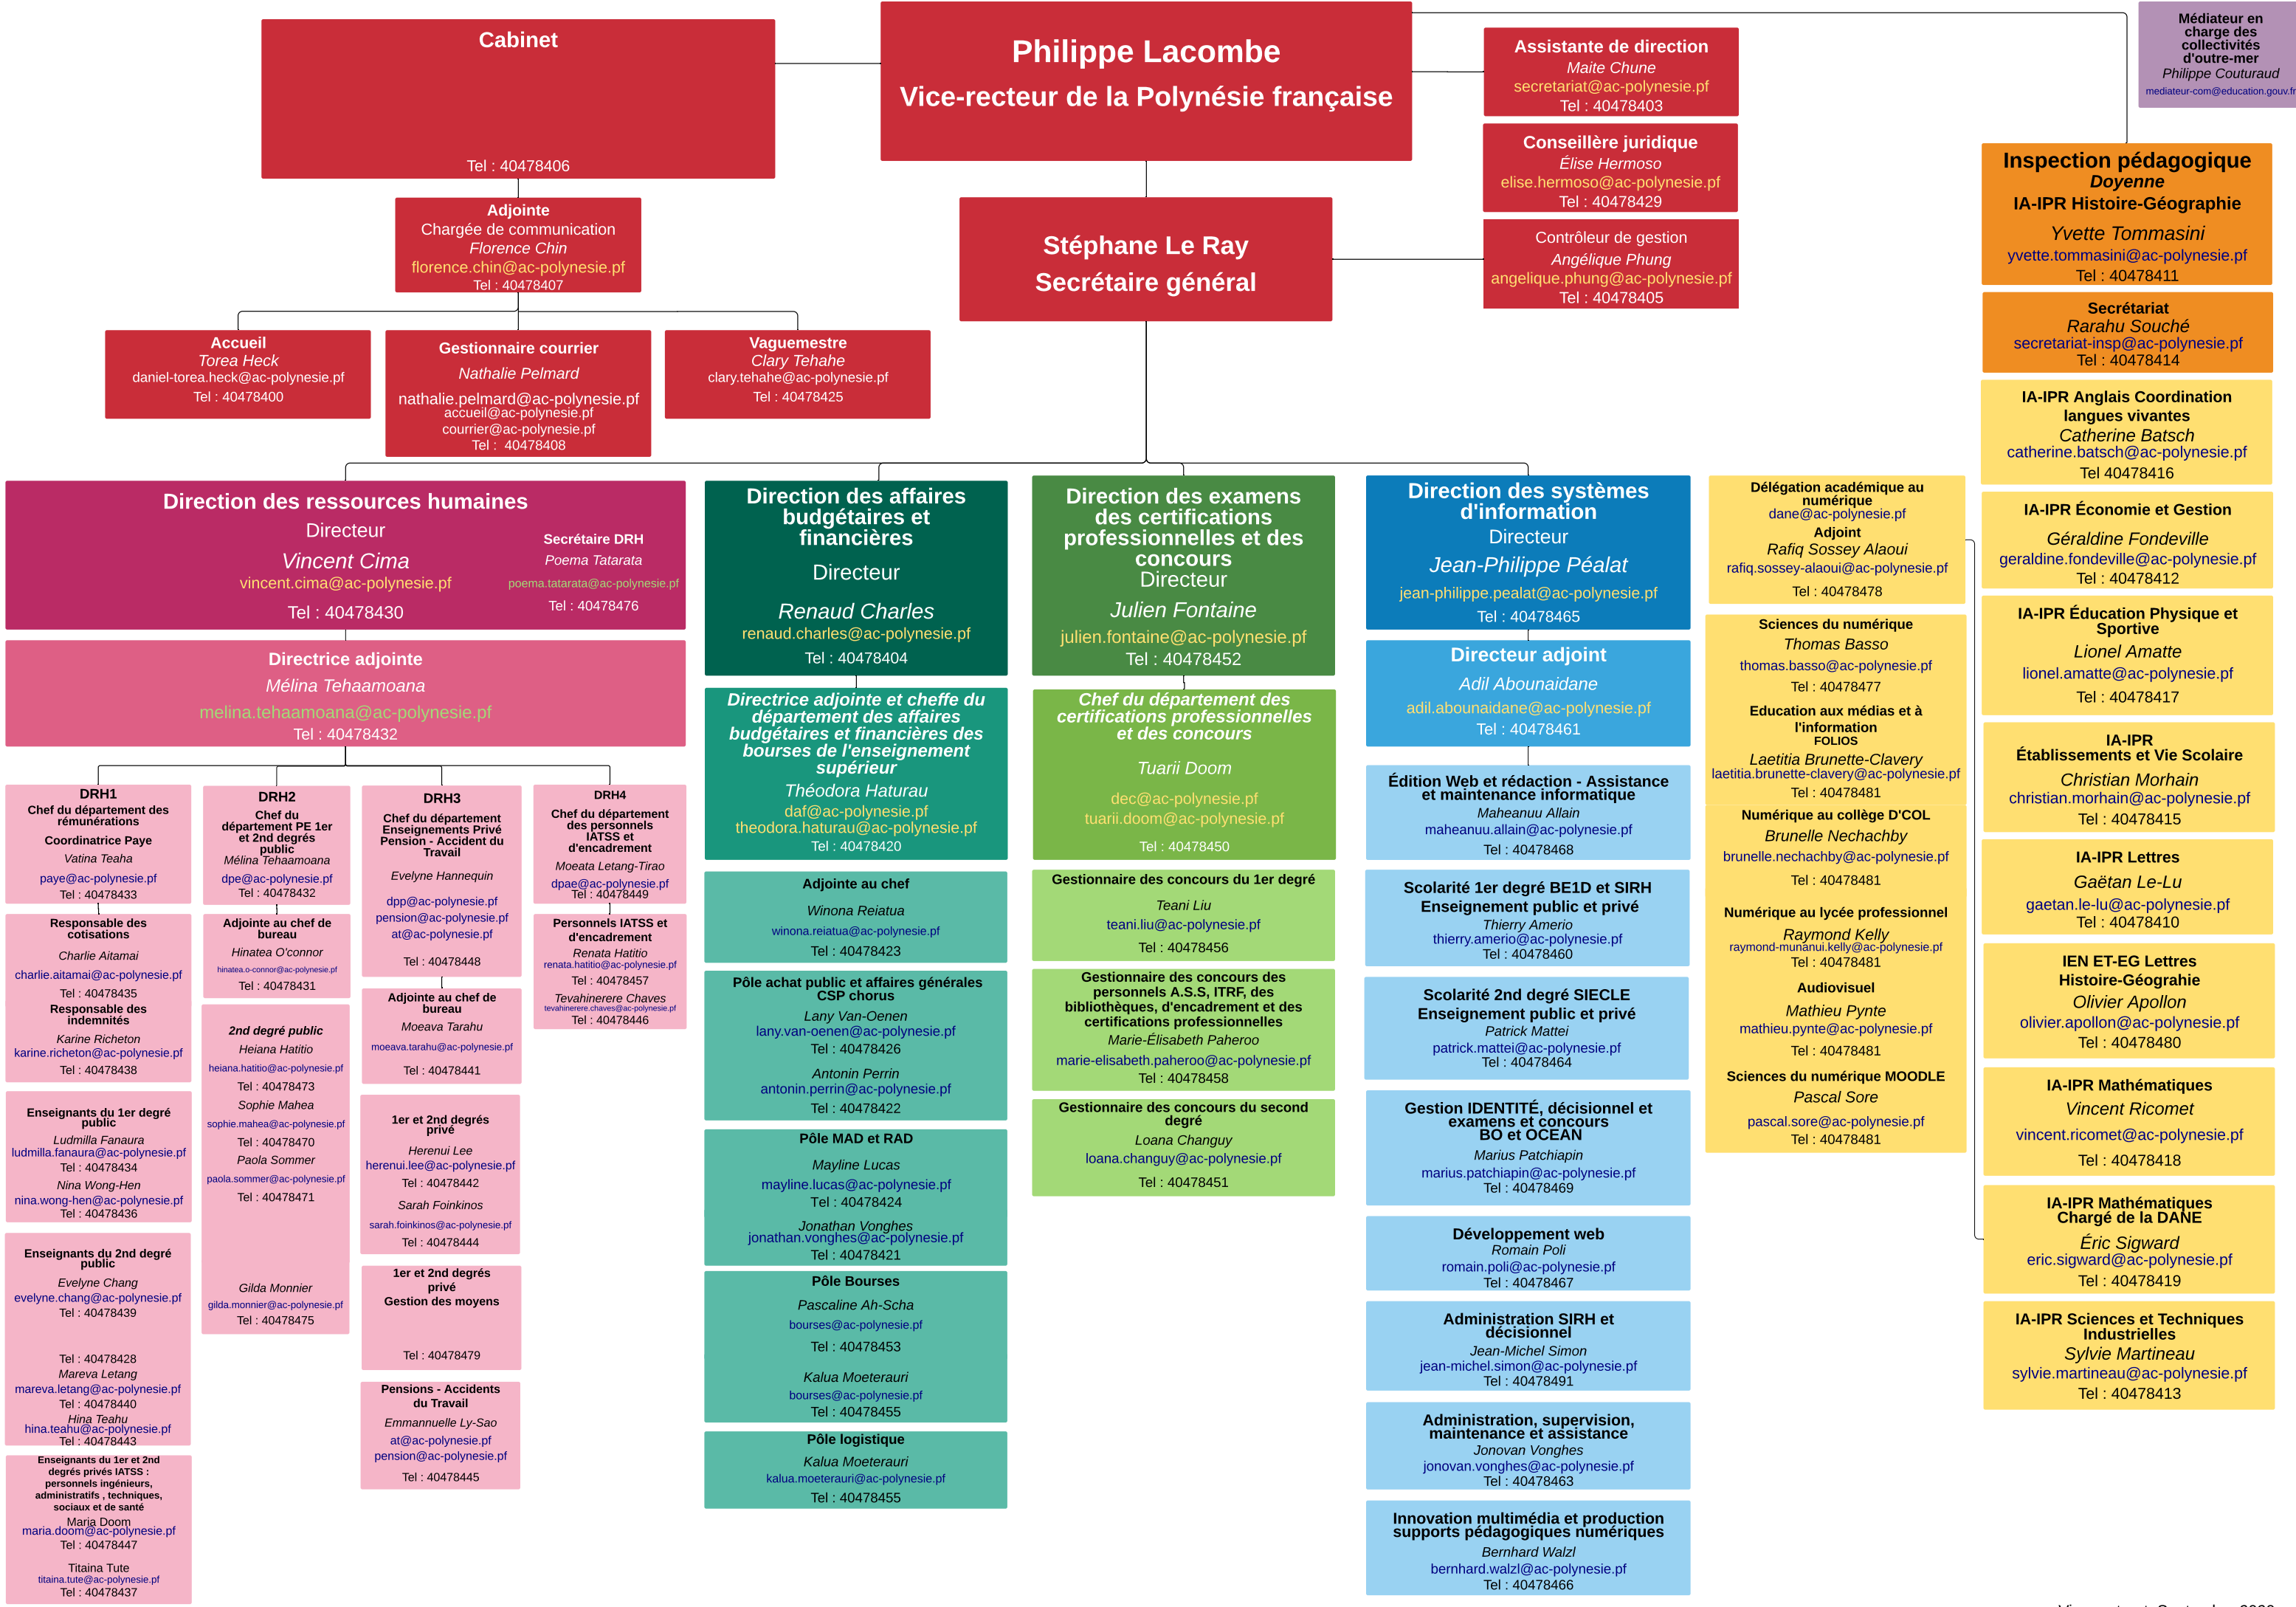 Cabinet
Tel : 40478406
Philippe Lacombe
Vice-recteur de la Polynésie française
Assistante de direction
Maite Chune
secretariat@ac-polynesie.pf
Tel : 40478403
Conseillère juridique
Élise Hermoso
elise.hermoso@ac-polynesie.pf
Tel : 40478429
Contrôleur de gestion
Angélique Phung
angelique.phung@ac-polynesie.pf
Tel : 40478405
Médiateur en
charge des
collectivités
d'outre-mer
Philippe Couturaud
mediateur-com@education.gouv.fr
Adjointe
Chargée de communication
Florence Chin
florence.chin@ac-polynesie.pf
Tel : 40478407
Stéphane Le Ray
Secrétaire général
Accueil
Torea Heck
daniel-torea.heck@ac-polynesie.pf
Tel : 40478400
Gestionnaire courrier
Nathalie Pelmard
nathalie.pelmard@ac-polynesie.pf
accueil@ac-polynesie.pf
courrier@ac-polynesie.pf
Tel :  40478408
Vaguemestre
Clary Tehahe
clary.tehahe@ac-polynesie.pf
Tel : 40478425
Direction des ressources humaines
Directeur
Vincent Cima
vincent.cima@ac-polynesie.pf
Tel : 40478430
Secrétaire DRH
Poema Tatarata
poema.tatarata@ac-polynesie.pf
Tel : 40478476
Directrice adjointe
Mélina Tehaamoana
melina.tehaamoana@ac-polynesie.pf
Tel : 40478432
DRH1
Chef du département des
rémunérations
Coordinatrice Paye
Vatina Teaha
paye@ac-polynesie.pf
Tel : 40478433
Responsable des
cotisations
Charlie Aitamai
charlie.aitamai@ac-polynesie.pf
Tel : 40478435
Responsable des
indemnités
Karine Richeton
karine.richeton@ac-polynesie.pf
Tel : 40478438
Enseignants du 1er degré
public
Ludmilla Fanaura
ludmilla.fanaura@ac-polynesie.pf
Tel : 40478434
Nina Wong-Hen
nina.wong-hen@ac-polynesie.pf
Tel : 40478436
Enseignants du 2nd degré
public
Evelyne Chang
evelyne.chang@ac-polynesie.pf
Tel : 40478439
Tel : 40478428
Mareva Letang
mareva.letang@ac-polynesie.pf
Tel : 40478440
Hina Teahu
hina.teahu@ac-polynesie.pf
Tel : 40478443
Enseignants du 1er et 2nd
degrés privés IATSS :
personnels ingénieurs,
administratifs , techniques,
sociaux et de santé
Maria Doom
maria.doom@ac-polynesie.pf
Tel : 40478447
Titaina Tute
titaina.tute@ac-polynesie.pf
Tel : 40478437
DRH2
Chef du
département PE 1er
et 2nd degrés
public
Mélina Tehaamoana
dpe@ac-polynesie.pf
Tel : 40478432
Adjointe au chef de
bureau
Hinatea O'connor
hinatea.o-connor@ac-polynesie.pf
Tel : 40478431
2nd degré public
Heiana Hatitio
heiana.hatitio@ac-polynesie.pf
Tel : 40478473
Sophie Mahea
sophie.mahea@ac-polynesie.pf
Tel : 40478470
Paola Sommer
paola.sommer@ac-polynesie.pf
Tel : 40478471
Gilda Monnier
gilda.monnier@ac-polynesie.pf
Tel : 40478475
DRH3
Chef du département
Enseignements Privé
Pension - Accident du
Travail
Evelyne Hannequin
dpp@ac-polynesie.pf
pension@ac-polynesie.pf
at@ac-polynesie.pf
Tel : 40478448
Adjointe au chef de
bureau
Moeava Tarahu
moeava.tarahu@ac-polynesie.pf
Tel : 40478441
1er et 2nd degrés
privé
Herenui Lee
herenui.lee@ac-polynesie.pf
Tel : 40478442
Sarah Foinkinos
sarah.foinkinos@ac-polynesie.pf
Tel : 40478444
1er et 2nd degrés
privé
Gestion des moyens
Tel : 40478479
Pensions - Accidents
du Travail
Emmannuelle Ly-Sao
at@ac-polynesie.pf
pension@ac-polynesie.pf
Tel : 40478445
DRH4
Chef du département
des personnels
IATSS et
d'encadrement
Moeata Letang-Tirao
dpae@ac-polynesie.pf
Tel : 40478449
Personnels IATSS et
d'encadrement
Renata Hatitio
renata.hatitio@ac-polynesie.pf
Tel : 40478457
Tevahinerere Chaves
tevahinerere.chaves@ac-polynesie.pf
Tel : 40478446
Direction des affaires
budgétaires et
financières
Directeur
Renaud Charles
renaud.charles@ac-polynesie.pf
Tel : 40478404
Directrice adjointe et cheffe du
département des affaires
budgétaires et financières des
bourses de l'enseignement
supérieur
Théodora Haturau
daf@ac-polynesie.pf
theodora.haturau@ac-polynesie.pf
Tel : 40478420
Adjointe au chef
Winona Reiatua
winona.reiatua@ac-polynesie.pf
Tel : 40478423
Pôle achat public et affaires générales
CSP chorus
Lany Van-Oenen
lany.van-oenen@ac-polynesie.pf
Tel : 40478426
Antonin Perrin
antonin.perrin@ac-polynesie.pf
Tel : 40478422
Pôle MAD et RAD
Mayline Lucas
mayline.lucas@ac-polynesie.pf
Tel : 40478424
Jonathan Vonghes
jonathan.vonghes@ac-polynesie.pf
Tel : 40478421
Pôle Bourses
Pascaline Ah-Scha
bourses@ac-polynesie.pf
Tel : 40478453
Kalua Moeterauri
bourses@ac-polynesie.pf
Tel : 40478455
Pôle logistique
Kalua Moeterauri
kalua.moeterauri@ac-polynesie.pf
Tel : 40478455
Direction des examens
des certifications
professionnelles et des
concours
Directeur
Julien Fontaine
julien.fontaine@ac-polynesie.pf
Tel : 40478452
Chef du département des
certifications professionnelles
et des concours
Tuarii Doom
dec@ac-polynesie.pf
tuarii.doom@ac-polynesie.pf
Tel : 40478450
Gestionnaire des concours du 1er degré
Teani Liu
teani.liu@ac-polynesie.pf
Tel : 40478456
Gestionnaire des concours des
personnels A.S.S, ITRF, des
bibliothèques, d'encadrement et des
certifications professionnelles
Marie-Élisabeth Paheroo
marie-elisabeth.paheroo@ac-polynesie.pf
Tel : 40478458
Gestionnaire des concours du second
degré
Loana Changuy
loana.changuy@ac-polynesie.pf
Tel : 40478451
Direction des systèmes
d'information
Directeur
Jean-Philippe Péalat
jean-philippe.pealat@ac-polynesie.pf
Tel : 40478465
Directeur adjoint
Adil Abounaidane
adil.abounaidane@ac-polynesie.pf
Tel : 40478461
Édition Web et rédaction - Assistance
et maintenance informatique
Maheanuu Allain
maheanuu.allain@ac-polynesie.pf
Tel : 40478468
Scolarité 1er degré BE1D et SIRH
Enseignement public et privé
Thierry Amerio
thierry.amerio@ac-polynesie.pf
Tel : 40478460
Scolarité 2nd degré SIECLE
Enseignement public et privé
Patrick Mattei
patrick.mattei@ac-polynesie.pf
Tel : 40478464
Gestion IDENTITÉ, décisionnel et
examens et concours
BO et OCEAN
Marius Patchiapin
marius.patchiapin@ac-polynesie.pf
Tel : 40478469
Développement web
Romain Poli
romain.poli@ac-polynesie.pf
Tel : 40478467
Administration SIRH et
décisionnel
Jean-Michel Simon
jean-michel.simon@ac-polynesie.pf
Tel : 40478491
Administration, supervision,
maintenance et assistance
Jonovan Vonghes
jonovan.vonghes@ac-polynesie.pf
Tel : 40478463
Innovation multimédia et production
supports pédagogiques numériques
Bernhard Walzl
bernhard.walzl@ac-polynesie.pf
Tel : 40478466
Délégation académique au
numérique
dane@ac-polynesie.pf
Adjoint
Rafiq Sossey Alaoui
rafiq.sossey-alaoui@ac-polynesie.pf
Tel : 40478478
Sciences du numérique
Thomas Basso
thomas.basso@ac-polynesie.pf
Tel : 40478477
Education aux médias et à
l'information
FOLIOS
Laetitia Brunette-Clavery
laetitia.brunette-clavery@ac-polynesie.pf
Tel : 40478481
Numérique au collège D'COL
Brunelle Nechachby
brunelle.nechachby@ac-polynesie.pf
Tel : 40478481
Numérique au lycée professionnel
Raymond Kelly
raymond-munanui.kelly@ac-polynesie.pf
Tel : 40478481
Audiovisuel
Mathieu Pynte
mathieu.pynte@ac-polynesie.pf
Tel : 40478481
Sciences du numérique MOODLE
Pascal Sore
pascal.sore@ac-polynesie.pf
Tel : 40478481
Inspection pédagogique
Doyenne
IA-IPR Histoire-Géographie
Yvette Tommasini
yvette.tommasini@ac-polynesie.pf
Tel : 40478411
Secrétariat
Rarahu Souché
secretariat-insp@ac-polynesie.pf
Tel : 40478414
IA-IPR Anglais Coordination
langues vivantes
Catherine Batsch
catherine.batsch@ac-polynesie.pf
Tel 40478416
IA-IPR Économie et Gestion
Géraldine Fondeville
geraldine.fondeville@ac-polynesie.pf
Tel : 40478412
IA-IPR Éducation Physique et
Sportive
Lionel Amatte
lionel.amatte@ac-polynesie.pf
Tel : 40478417
IA-IPR
Établissements et Vie Scolaire
Christian Morhain
christian.morhain@ac-polynesie.pf
Tel : 40478415
IA-IPR Lettres
Gaëtan Le-Lu
gaetan.le-lu@ac-polynesie.pf
Tel : 40478410
IEN ET-EG Lettres
Histoire-Géograhie
Olivier Apollon
olivier.apollon@ac-polynesie.pf
Tel : 40478480
IA-IPR Mathématiques
Vincent Ricomet
vincent.ricomet@ac-polynesie.pf
Tel : 40478418
IA-IPR Mathématiques
Chargé de la DANE
Éric Sigward
eric.sigward@ac-polynesie.pf
Tel : 40478419
IA-IPR Sciences et Techniques
Industrielles
Sylvie Martineau
sylvie.martineau@ac-polynesie.pf
Tel : 40478413